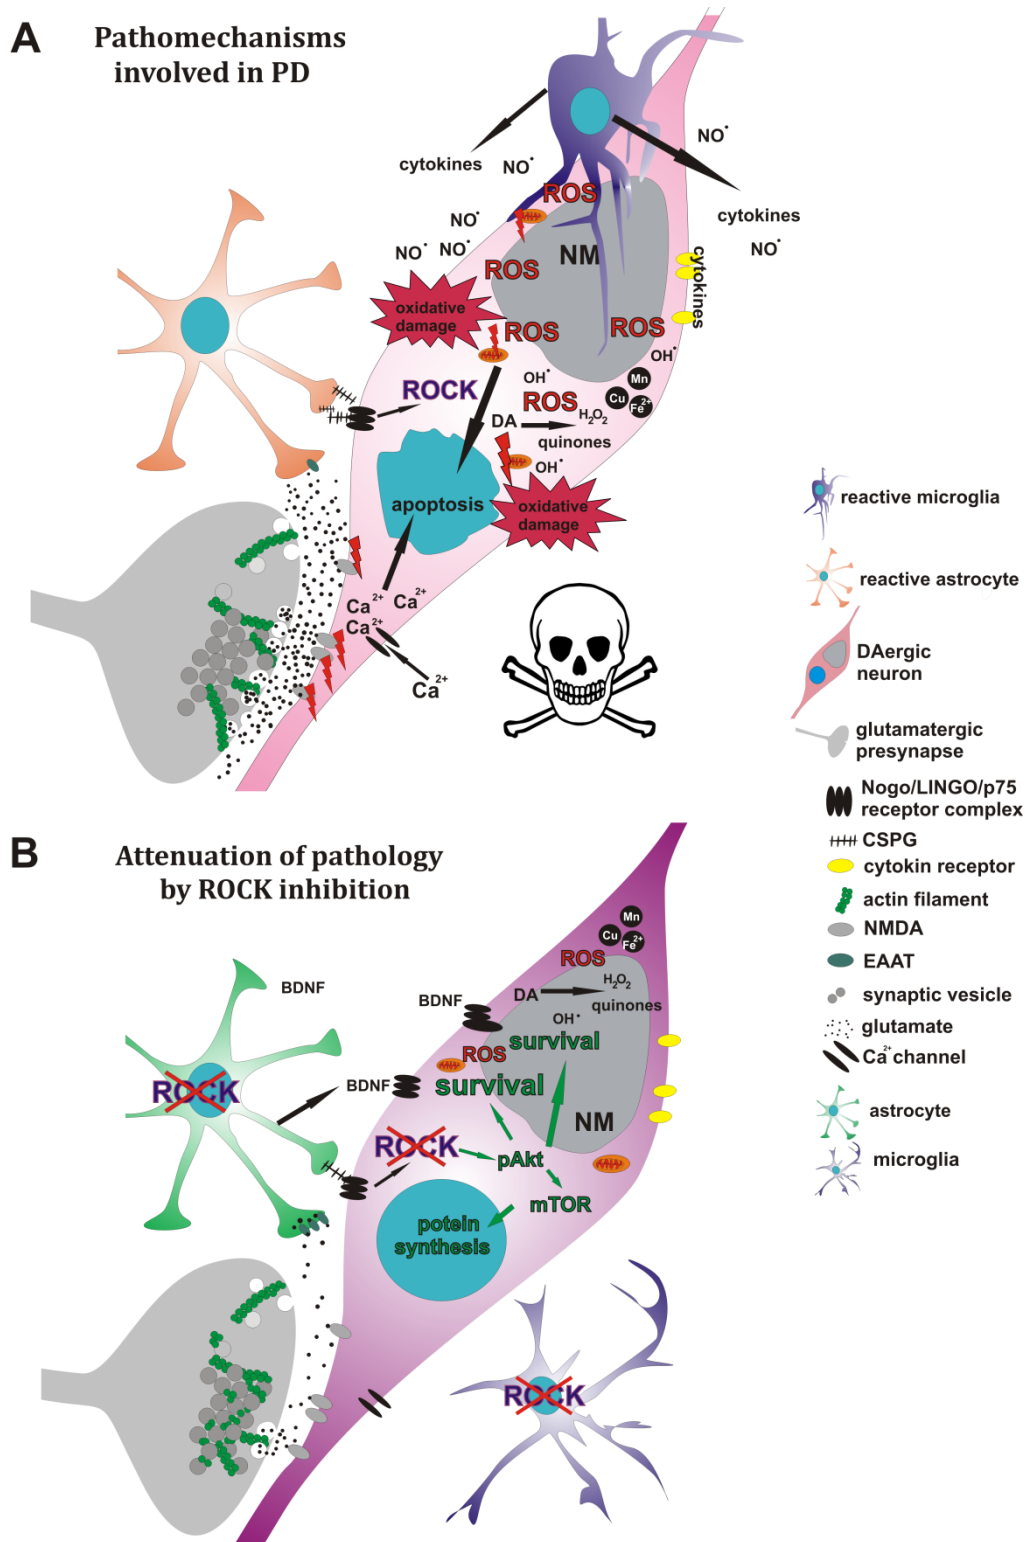 A
Pathomechanisms
involved in PD
cytokines
NO•
NO•
ROS
cytokines
NO•
NO•
NO•
NO•
NM
ROS
cytokines
oxidative
damage
ROS
ROS
OH•
OH•
Mn
Cu
Fe2+
ROCK
ROS
DA
H2O2
quinones
OH•
apoptosis
oxidative
damage
Ca2+
Ca2+
Ca2+
Ca2+
reactive microglia
reactive astrocyte
DAergic
neuron
glutamatergic
presynapse
Nogo/LINGO/p75
receptor complex
CSPG
cytokin receptor
actin filament
NMDA
EAAT
synaptic vesicle
glutamate
Ca2+channel
astrocyte
microglia
B
Attenuation of pathology
by ROCK inhibition
Mn
Cu
Fe2+
ROS
BDNF
BDNF
DA
H2O2
quinones
OH•
survival
ROS
BDNF
survival
ROCK
NM
ROCK
pAkt
mTOR
potein
synthesis
ROCK